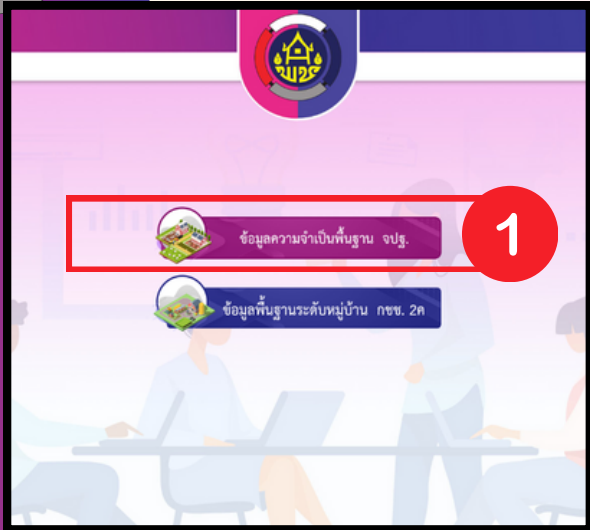 ข้อมูลความจำเป็นพื้นฐาน จปฐ.
1
ข้อมูลพื้นฐานระดับหมู่บ้าน กชช. 2ค